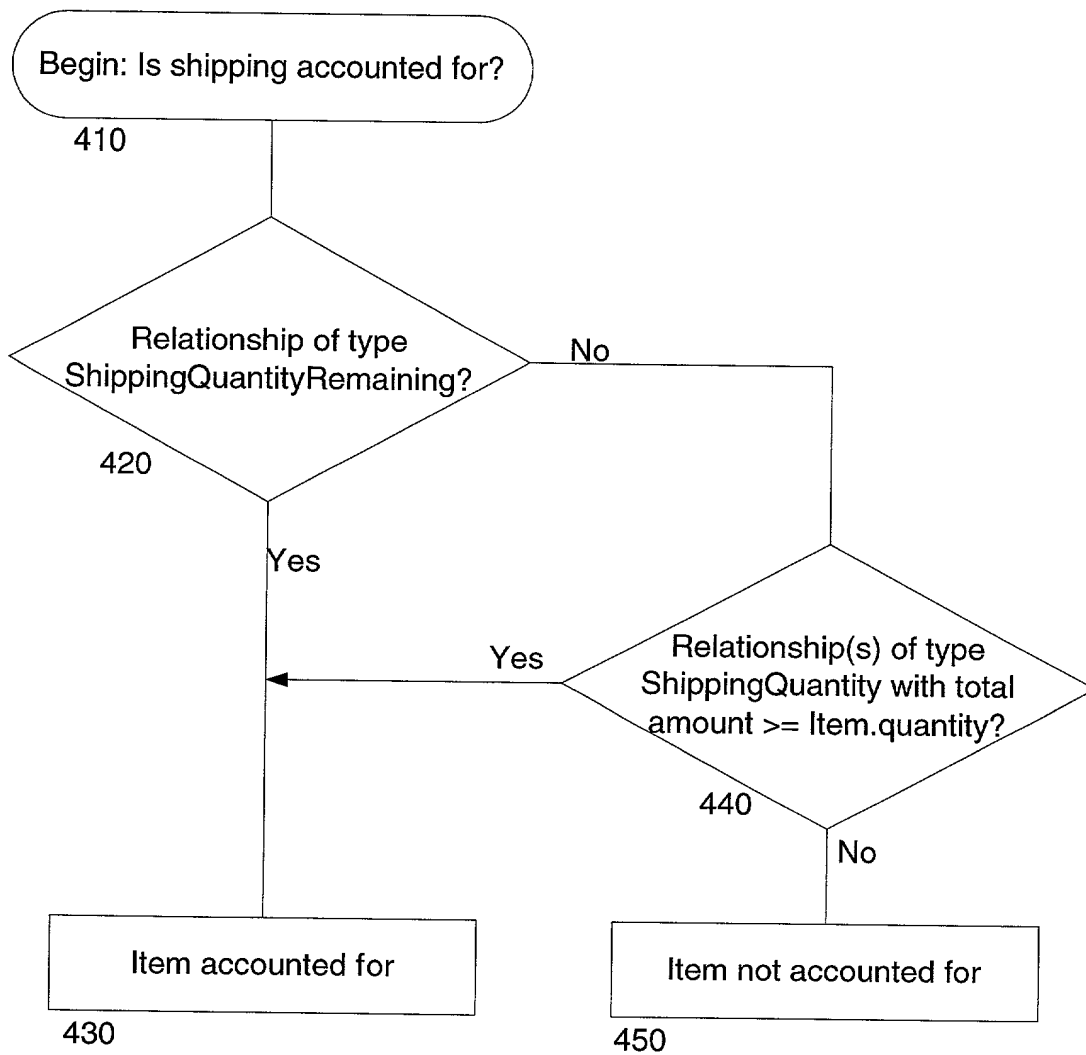 Begin: Is shipping accounted for?
410
Relationship of type
ShippingQuantityRemaining?
No
420
Yes
Relationship(s) of type
ShippingQuantity with total
amount >= Item.quantity?
Yes
440
No
Item accounted for
430
Item not accounted for
450